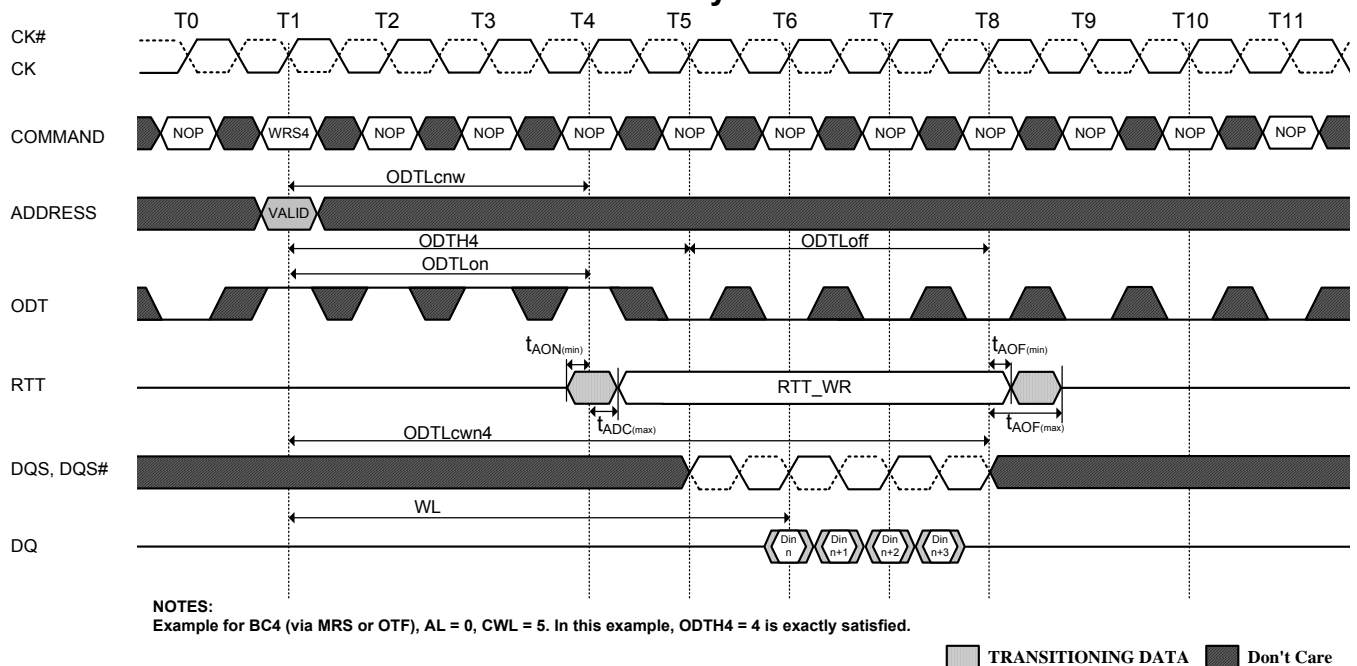 T0 T1 T2 T3 T4 T5 T6 T7 T8 T9 T10 T11
CK#
CK
COMMAND NOP WRS4 NOP NOP NOP NOP NOP NOP NOP NOP NOP NOP
ODTLcnw
ADDRESS VALID
ODTH4 ODTLoff
ODTLon
ODT
tAON(min) tAOF(min)
RTT RTT_WR
tADC(max) tAOF(max)
ODTLcwn4
DQS, DQS#
WL
DQ Din n Din n+1 Din n+2 Din n+3
NOTES:
Example for BC4 (via MRS or OTF), AL = 0, CWL = 5. In this example, ODTH4 = 4 is exactly satisfied.
TRANSITIONING DATA Don't Care